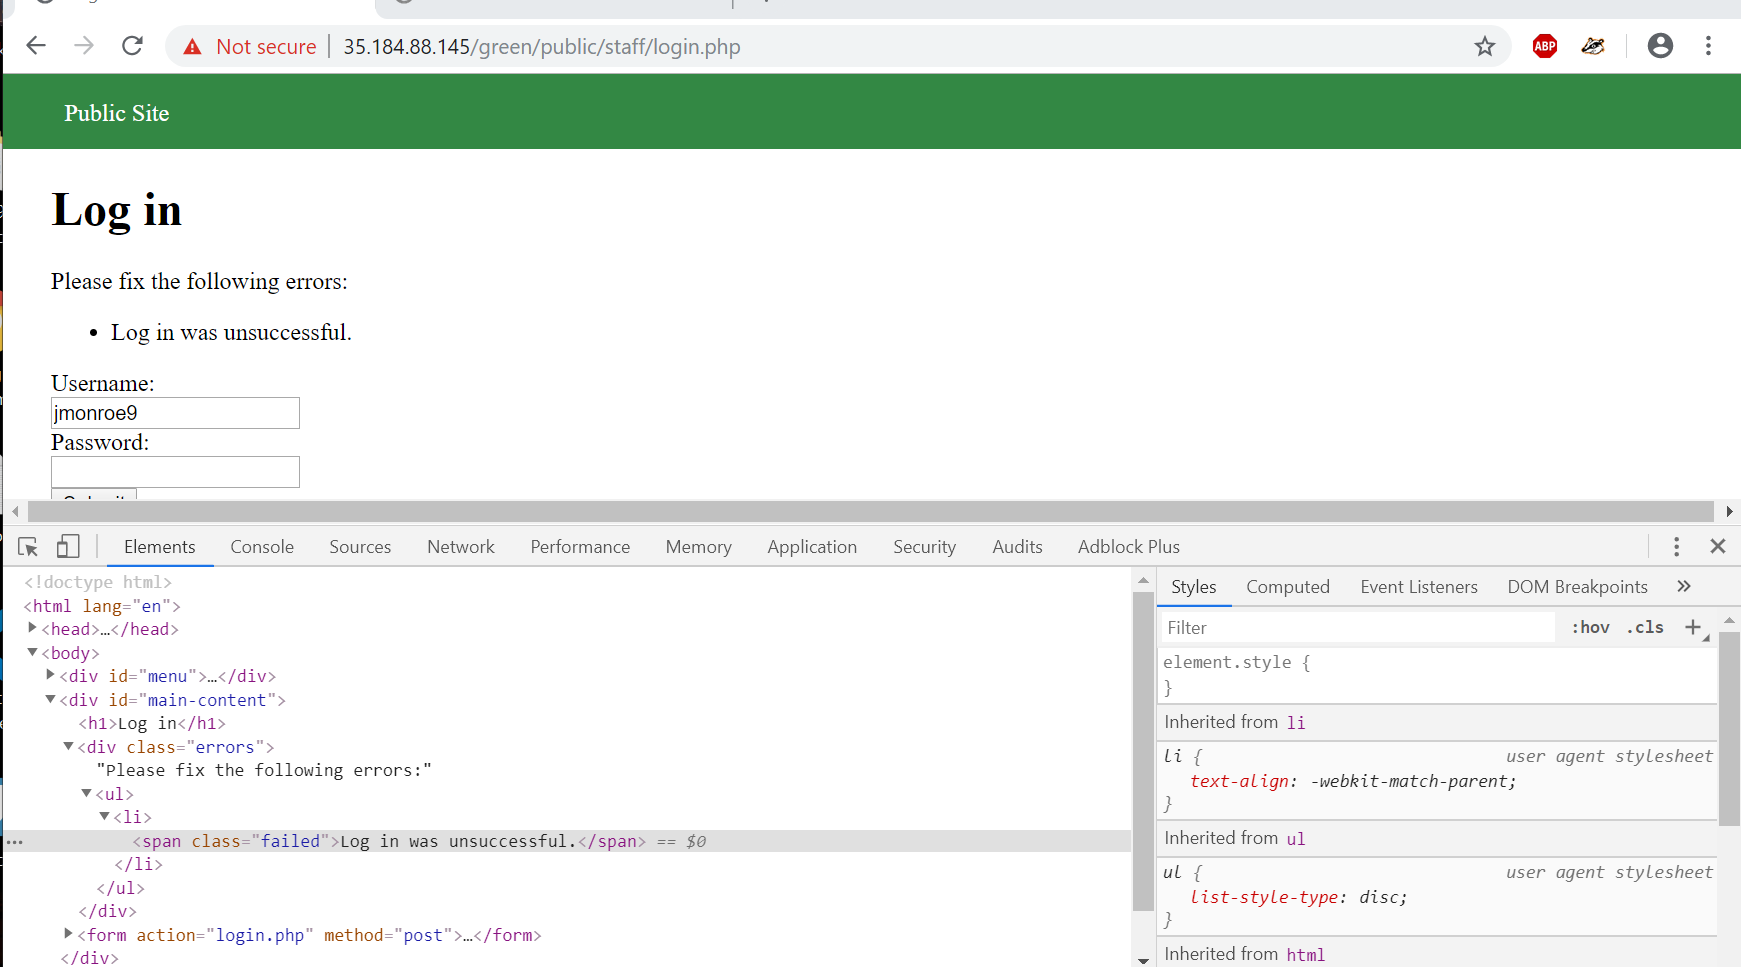 Not secure | 35.184.88.145/green/public/staff/login.php
ABP
Public Site
Log in
Please fix the following errors:
• Log in was unsuccessful.
Username:
jmonroe9
Password:
Elements Console Sources Network Performance Memory Application Security Audits Adblock Plus
<!doctype html>
<html lang="en">
<head>…</head>
<body>
<div id="menu">…</div>
<div id="main-content">
<h1>Log in</h1>
<div class="errors">
"Please fix the following errors:"
<ul>
<li>
<span class="failed">Log in was unsuccessful.</span> == $0
</li>
</ul>
</div>
<form action="login.php" method="post">…</form>
</div>
Styles Computed Event Listeners DOM Breakpoints »
Filter :hov .cls +
element.style {
}
Inherited from li
li { user agent stylesheet
text-align: -webkit-match-parent;
}
Inherited from ul
ul { user agent stylesheet
list-style-type: disc;
}
Inherited from html